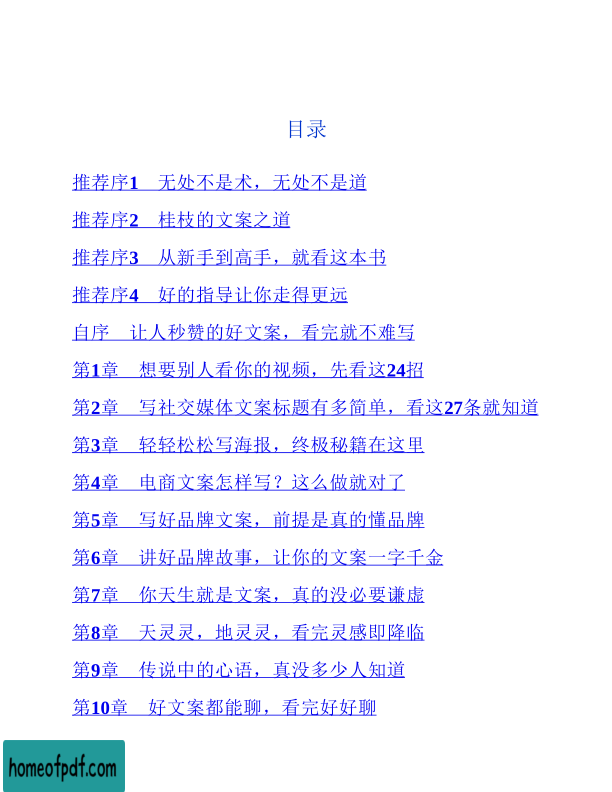 目录
推荐序1 无处不是术，无处不是道
推荐序2 桂枝的文案之道
推荐序3 从新手到高手，就看这本书
推荐序4 好的指导让你走得更远
自序 让人秒赞的好文案，看完就不难写
第1章 想要别人看你的视频，先看这24招
第2章 写社交媒体文案标题有多简单，看这27条就知道
第3章 轻轻松松写海报，终极秘籍在这里
第4章 电商文案怎样写？这么做就对了
第5章 写好品牌文案，前提是真的懂品牌
第6章 讲好品牌故事，让你的文案一字千金
第7章 你天生就是文案，真的没必要谦虚
第8章 天灵灵，地灵灵，看完灵感即降临
第9章 传说中的心语，真没多少人知道
第10章 好文案都能聊，看完好好聊
homeofpdf.com